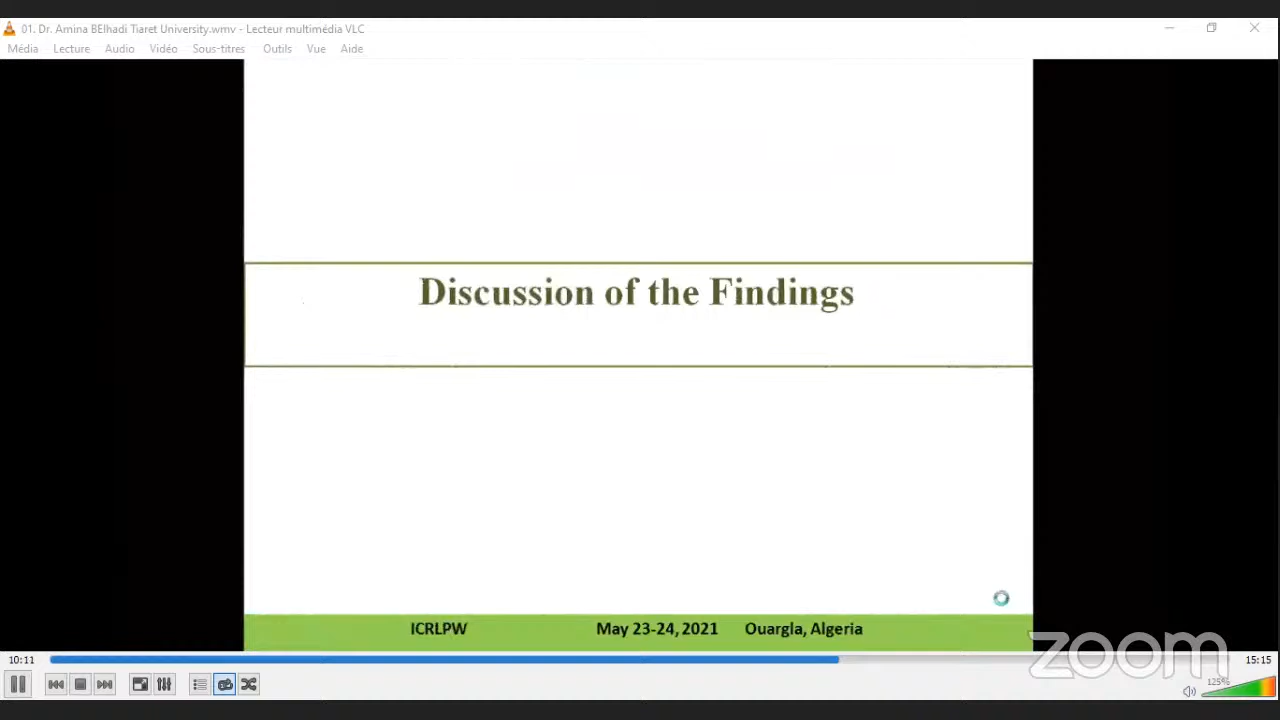 01. Dr. Amina BElhadi Tiaret University.wmv - Lecteur multimédia VLC
Média Lecture Audio Vidéo Sous-titres Outils Vue Aide
Discussion of the Findings
ICRLPW May 23-24, 2021 Ouargla, Algeria
zoom
10:11 15:15
125%